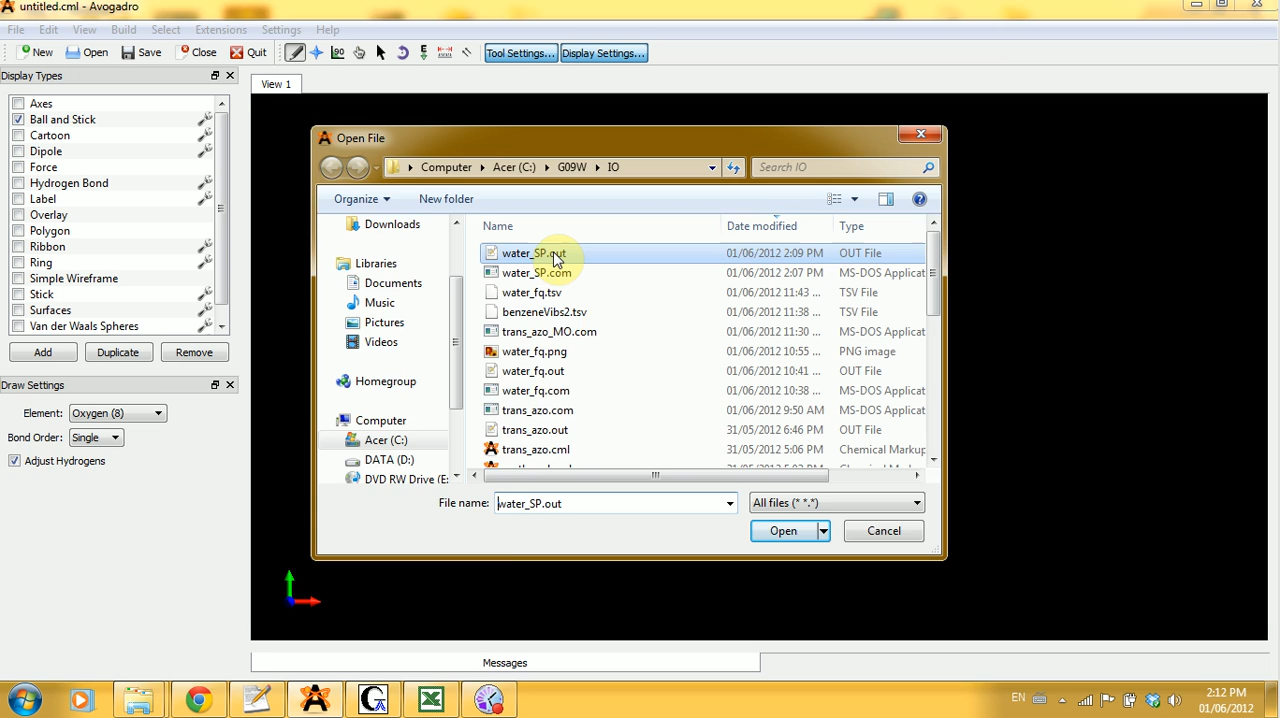 untitled.cml - Avogadro
File Edit View Build Select Extensions Settings Help
New Open Save Close Quit Tool Settings... Display Settings...
Display Types
View 1
Axes
Ball and Stick
Cartoon
Dipole
Force
Hydrogen Bond
Label
Overlay
Polygon
Ribbon
Ring
Simple Wireframe
Stick
Surfaces
Van der Waals Spheres
Add Duplicate Remove
Draw Settings
Element: Oxygen (8)
Bond Order: Single
Adjust Hydrogens
Open File
Computer Acer (C:) G09W IO Search IO
Organize New folder
Downloads
Libraries
Documents
Music
Pictures
Videos
Homegroup
Computer
Acer (C:)
DATA (D:)
DVD RW Drive (E:
Name Date modified Type
water_SP.out 01/06/2012 2:09 PM OUT File
water_SP.com 01/06/2012 2:07 PM MS-DOS Applicat
water_fq.tsv 01/06/2012 11:43 ... TSV File
benzeneVibs2.tsv 01/06/2012 11:38 ... TSV File
trans_azo_MO.com 01/06/2012 11:30 ... MS-DOS Applicat
water_fq.png 01/06/2012 10:55 ... PNG image
water_fq.out 01/06/2012 10:41 ... OUT File
water_fq.com 01/06/2012 10:38 ... MS-DOS Applicat
trans_azo.com 01/06/2012 9:50 AM MS-DOS Applicat
trans_azo.out 31/05/2012 6:46 PM OUT File
trans_azo.cml 31/05/2012 5:06 PM Chemical Markup
File name: water_SP.out All files (* *.*)
Open Cancel
Messages
EN 2:12 PM
01/06/2012